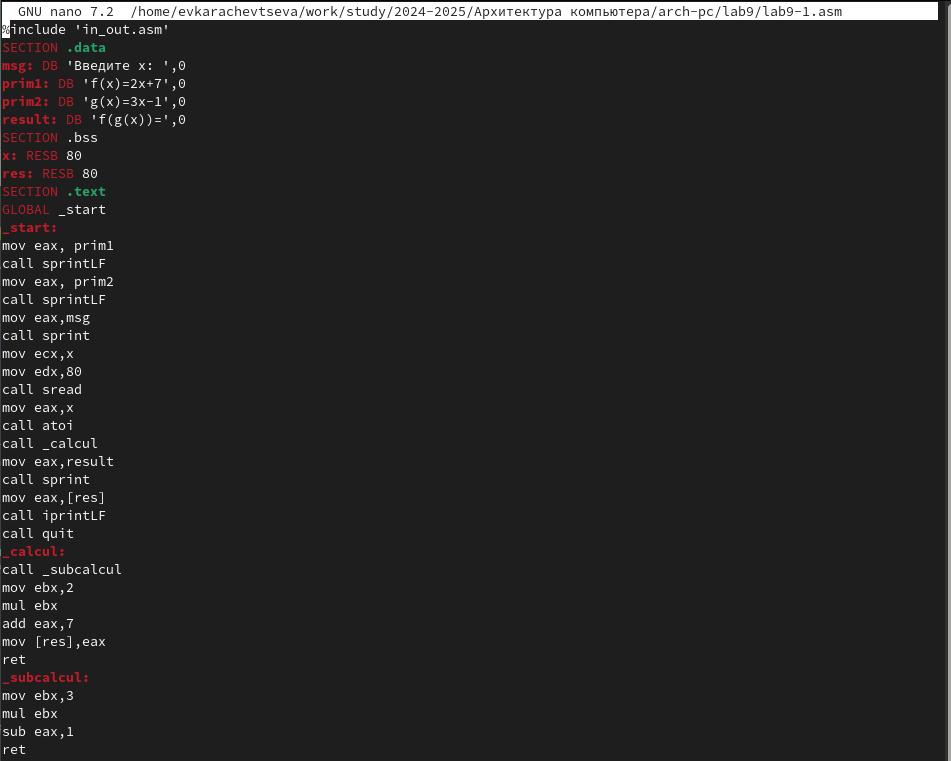 GNU nano 7.2 /home/evkarachevtseva/work/study/2024-2025/Архитектура компьютера/arch-pc/lab9/lab9-1.asm
%include 'in_out.asm'
SECTION .data
msg: DB 'Введите x: ',0
prim1: DB 'f(x)=2x+7',0
prim2: DB 'g(x)=3x-1',0
result: DB 'f(g(x))=',0
SECTION .bss
x: RESB 80
res: RESB 80
SECTION .text
GLOBAL _start
_start:
mov eax, prim1
call sprintLF
mov eax, prim2
call sprintLF
mov eax,msg
call sprint
mov ecx,x
mov edx,80
call sread
mov eax,x
call atoi
call _calcul
mov eax,result
call sprint
mov eax,[res]
call iprintLF
call quit
_calcul:
call _subcalcul
mov ebx,2
mul ebx
add eax,7
mov [res],eax
ret
_subcalcul:
mov ebx,3
mul ebx
sub eax,1
ret